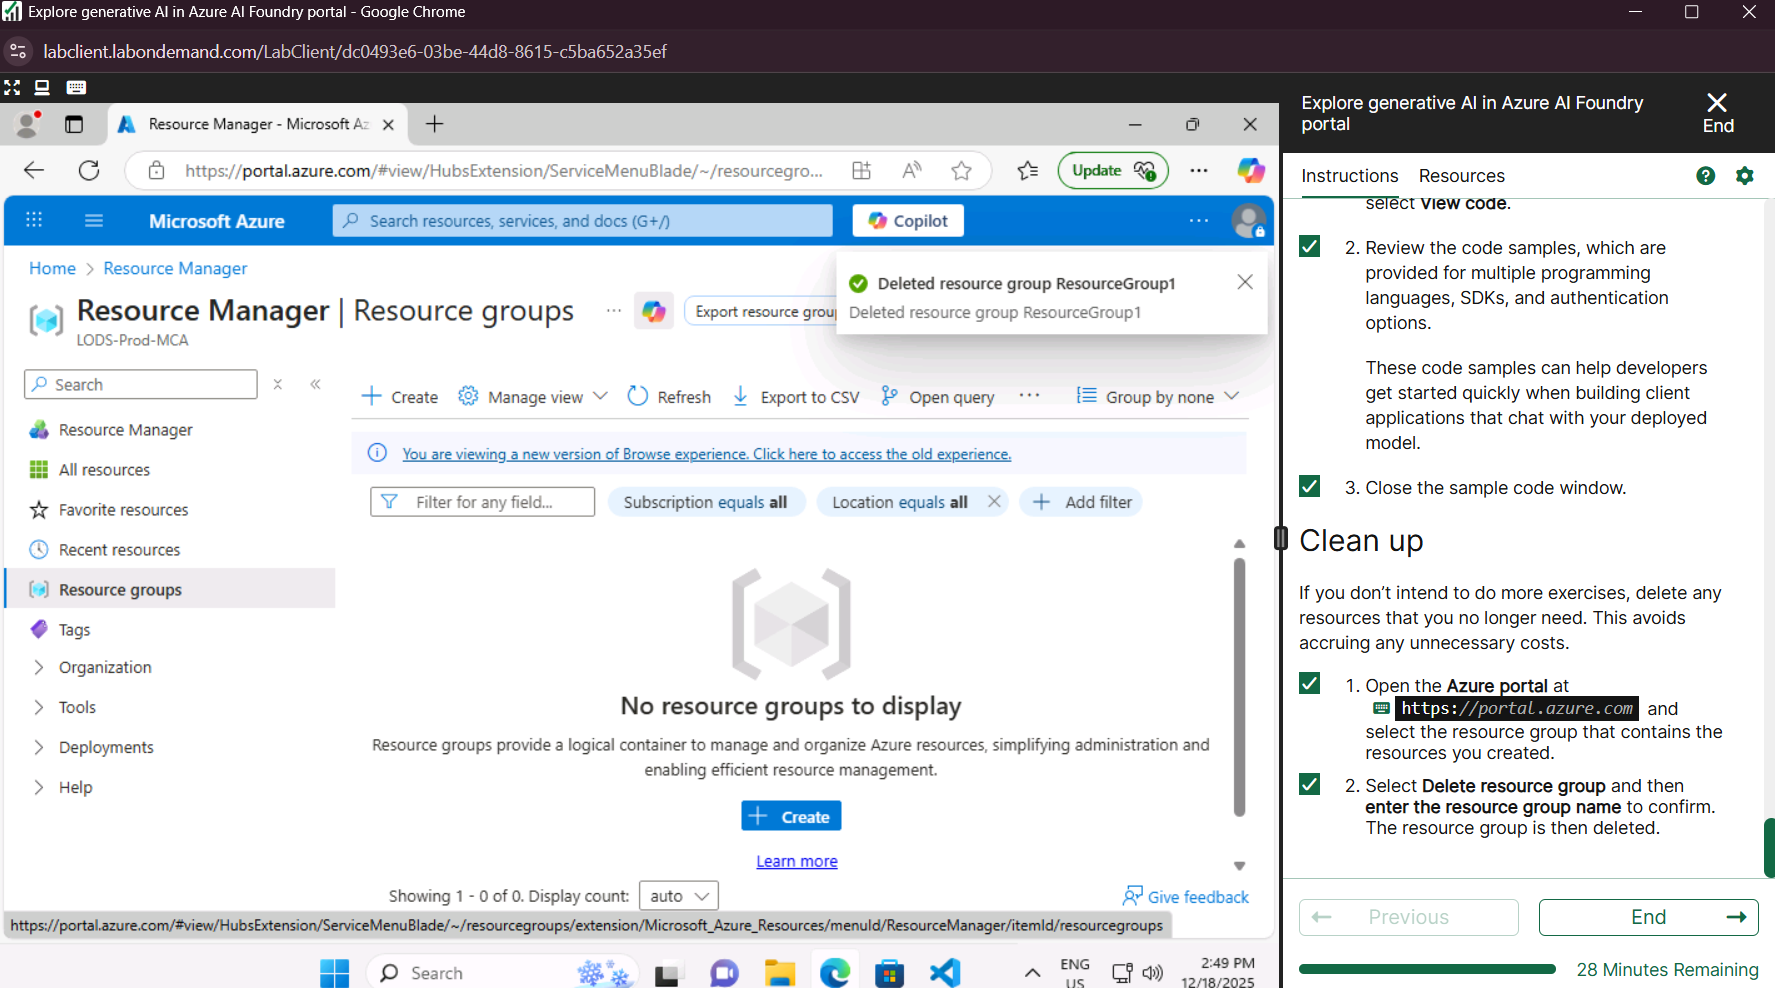 Explore generative AI in Azure AI Foundry portal - Google Chrome
labclient.labondemand.com/LabClient/dc0493e6-03be-44d8-8615-c5ba652a35ef
Resource Manager - Microsoft Az
https://portal.azure.com/#view/HubsExtension/ServiceMenuBlade/~/resourcegro...
Update
Microsoft Azure
Search resources, services, and docs (G+/)
Copilot
Home > Resource Manager
Resource Manager | Resource groups
LODS-Prod-MCA
Export resource grou
Deleted resource group ResourceGroup1
Deleted resource group ResourceGroup1
Search
Resource Manager
All resources
Favorite resources
Recent resources
Resource groups
Tags
Organization
Tools
Deployments
Help
Create
Manage view
Refresh
Export to CSV
Open query
Group by none
You are viewing a new version of Browse experience. Click here to access the old experience.
Filter for any field...
Subscription equals all
Location equals all
Add filter
No resource groups to display
Resource groups provide a logical container to manage and organize Azure resources, simplifying administration and
enabling efficient resource management.
Create
Learn more
Showing 1 - 0 of 0. Display count:
auto
Give feedback
https://portal.azure.com/#view/HubsExtension/ServiceMenuBlade/~/resourcegroups/extension/Microsoft_Azure_Resources/menuId/ResourceManager/itemId/resourcegroups
Search
ENG
US
2:49 PM
12/18/2025
Explore generative AI in Azure AI Foundry
portal
End
Instructions
Resources
select View code.
2. Review the code samples, which are
provided for multiple programming
languages, SDKs, and authentication
options.
These code samples can help developers
get started quickly when building client
applications that chat with your deployed
model.
3. Close the sample code window.
Clean up
If you don’t intend to do more exercises, delete any
resources that you no longer need. This avoids
accruing any unnecessary costs.
1. Open the Azure portal at
https://portal.azure.com and
select the resource group that contains the
resources you created.
2. Select Delete resource group and then
enter the resource group name to confirm.
The resource group is then deleted.
Previous
End
28 Minutes Remaining